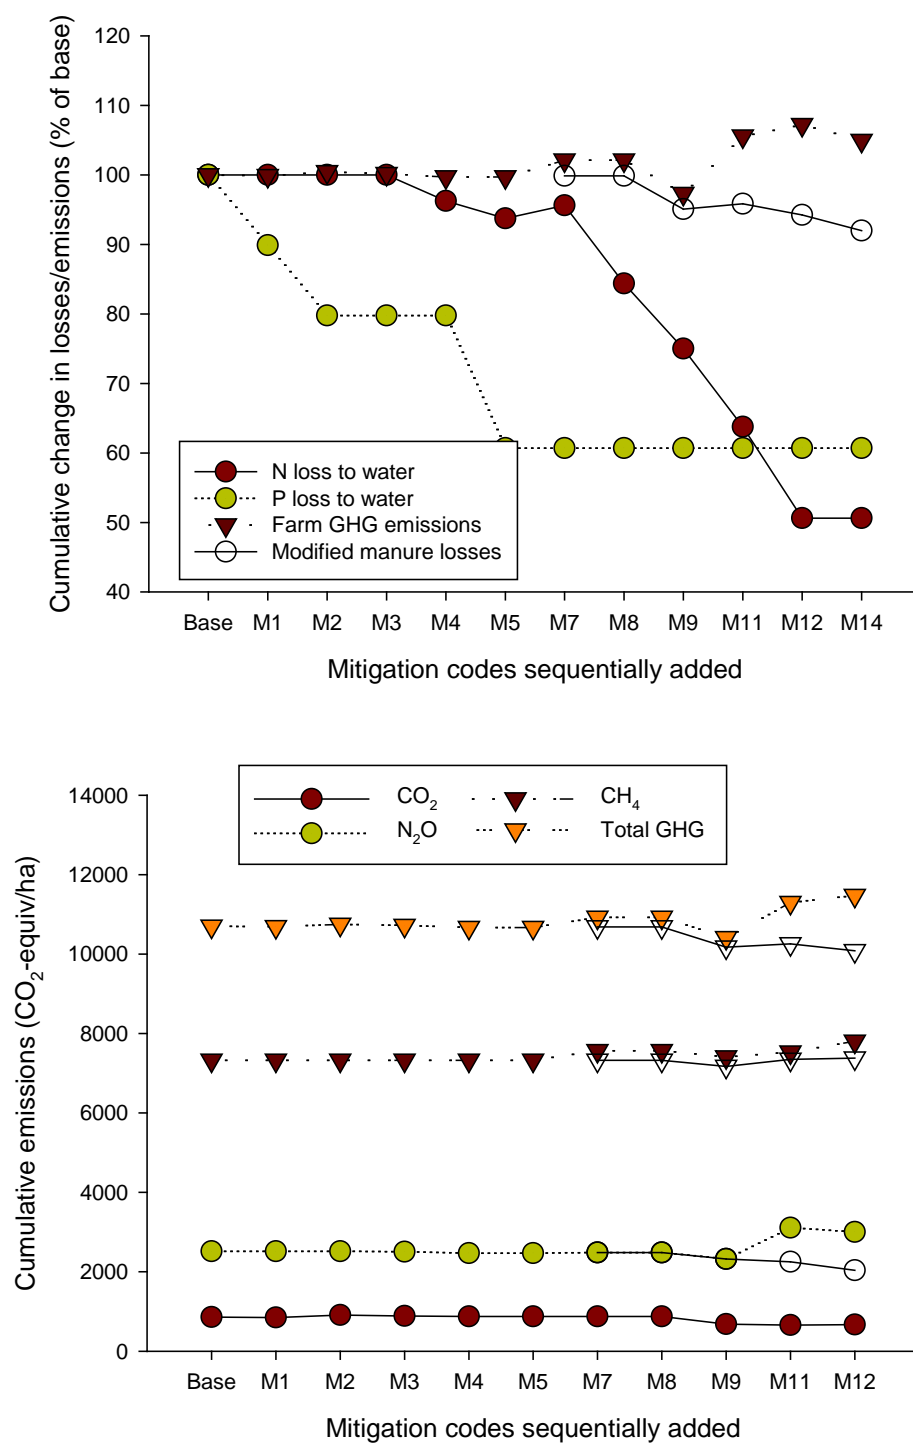 Cumulative change in losses/emissions (% of base)
120
110
100
90
80
70
60
50
40
N loss to water
P loss to water
Farm GHG emissions
Modified manure losses
Base M1 M2 M3 M4 M5 M7 M8 M9 M11 M12 M14
Mitigation codes sequentially added
Cumulative emissions (CO₂-equiv/ha)
14000
12000
10000
8000
6000
4000
2000
0
CO₂ CH₄
N₂O Total GHG
Base M1 M2 M3 M4 M5 M7 M8 M9 M11 M12
Mitigation codes sequentially added